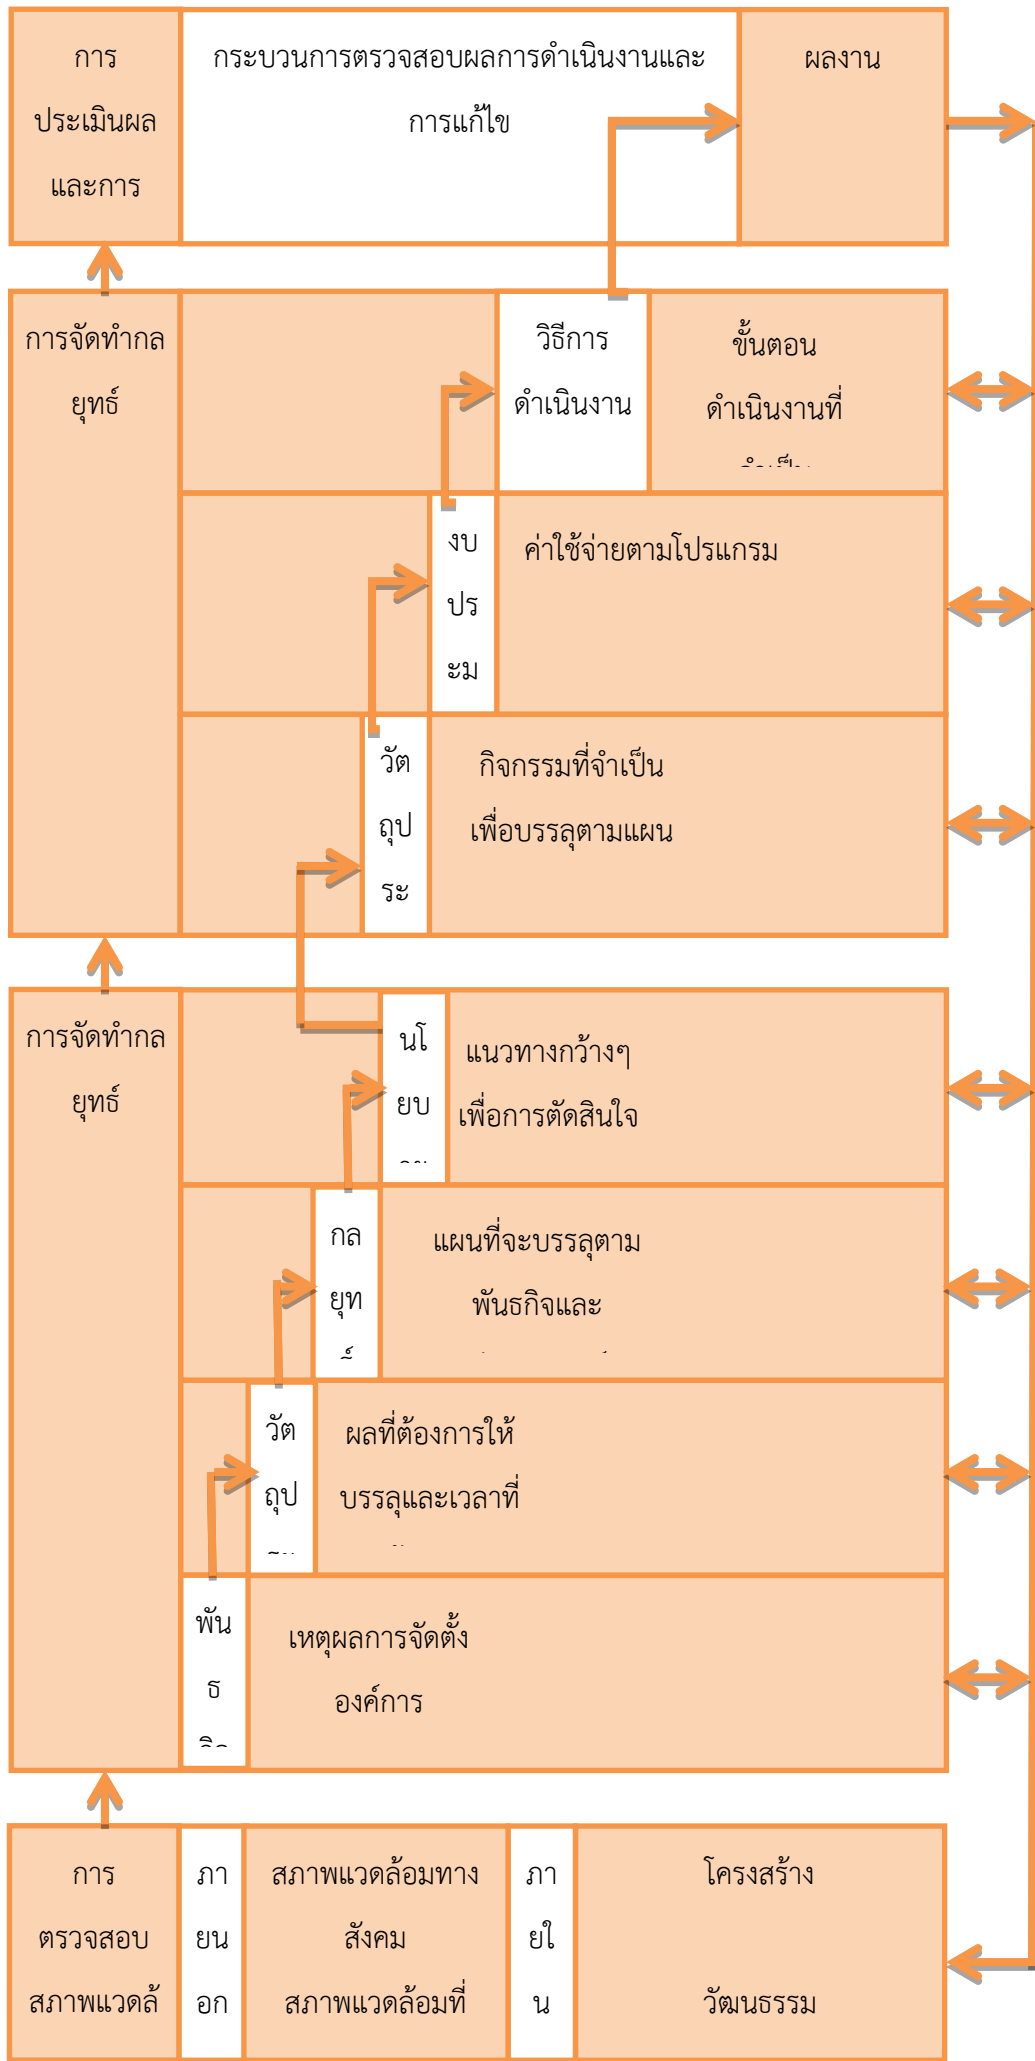 การ
ประเมินผล
และการ
กระบวนการตรวจสอบผลการดำเนินงานและ
การแก้ไข
ผลงาน
การจัดทำกล
ยุทธ์
วิธีการ
ดำเนินงาน
ขั้นตอน
ดำเนินงานที่
งบ
ปร
ะม
ค่าใช้จ่ายตามโปรแกรม
วัต
ถุป
ระ
กิจกรรมที่จำเป็น
เพื่อบรรลุตามแผน
การจัดทำกล
ยุทธ์
นโ
ยบ
แนวทางกว้างๆ
เพื่อการตัดสินใจ
กล
ยุท
แผนที่จะบรรลุตาม
พันธกิจและ
วัต
ถุป
ผลที่ต้องการให้
บรรลุและเวลาที่
พัน
ธ
เหตุผลการจัดตั้ง
องค์การ
การ
ตรวจสอบ
สภาพแวดล้
ภา
ยน
อก
สภาพแวดล้อมทาง
สังคม
สภาพแวดล้อมที่
ภา
ยใ
น
โครงสร้าง
วัฒนธรรม